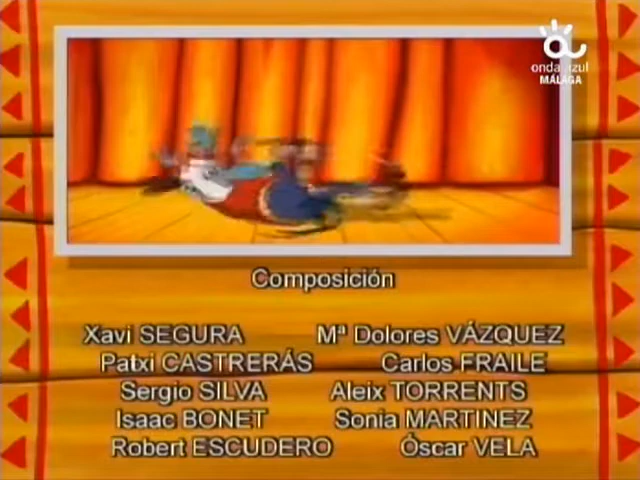 onda azul
MÁLAGA
Composición
Xavi SEGURA Mª Dolores VÁZQUEZ
Patxi CASTRERÁS Carlos FRAILE
Sergio SILVA Aleix TORRENTS
Isaac BONET Sonia MARTINEZ
Robert ESCUDERO Óscar VELA